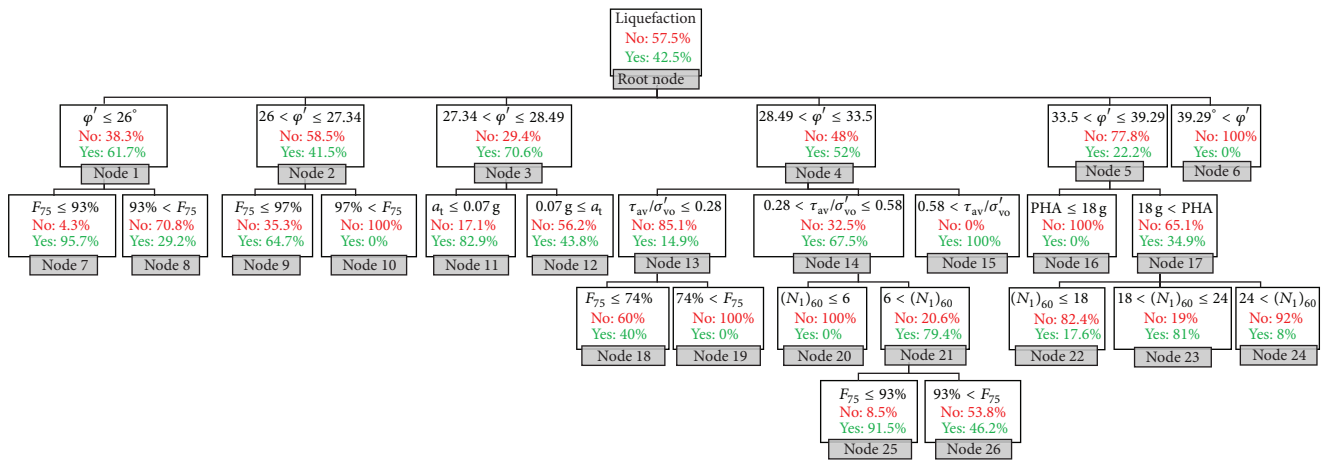 Liquefaction
No: 57.5%
Yes: 42.5%
Root node
φ′ ≤ 26°
No: 38.3%
Yes: 61.7%
Node 1
26 < φ′ ≤ 27.34
No: 58.5%
Yes: 41.5%
Node 2
27.34 < φ′ ≤ 28.49
No: 29.4%
Yes: 70.6%
Node 3
28.49 < φ′ ≤ 33.5
No: 48%
Yes: 52%
Node 4
33.5 < φ′ ≤ 39.29
No: 77.8%
Yes: 22.2%
Node 5
39.29° < φ′
No: 100%
Yes: 0%
Node 6
F75 ≤ 93%
No: 4.3%
Yes: 95.7%
Node 7
93% < F75
No: 70.8%
Yes: 29.2%
Node 8
F75 ≤ 97%
No: 35.3%
Yes: 64.7%
Node 9
97% < F75
No: 100%
Yes: 0%
Node 10
at ≤ 0.07 g
No: 17.1%
Yes: 82.9%
Node 11
0.07 g ≤ at
No: 56.2%
Yes: 43.8%
Node 12
τav/σ′vo ≤ 0.28
No: 85.1%
Yes: 14.9%
Node 13
0.28 < τav/σ′vo ≤ 0.58
No: 32.5%
Yes: 67.5%
Node 14
0.58 < τav/σ′vo
No: 0%
Yes: 100%
Node 15
PHA ≤ 18 g
No: 100%
Yes: 0%
Node 16
18 g < PHA
No: 65.1%
Yes: 34.9%
Node 17
F75 ≤ 74%
No: 60%
Yes: 40%
Node 18
74% < F75
No: 100%
Yes: 0%
Node 19
(N1)60 ≤ 6
No: 100%
Yes: 0%
Node 20
6 < (N1)60
No: 20.6%
Yes: 79.4%
Node 21
(N1)60 ≤ 18
No: 82.4%
Yes: 17.6%
Node 22
18 < (N1)60 ≤ 24
No: 19%
Yes: 81%
Node 23
24 < (N1)60
No: 92%
Yes: 8%
Node 24
F75 ≤ 93%
No: 8.5%
Yes: 91.5%
Node 25
93% < F75
No: 53.8%
Yes: 46.2%
Node 26